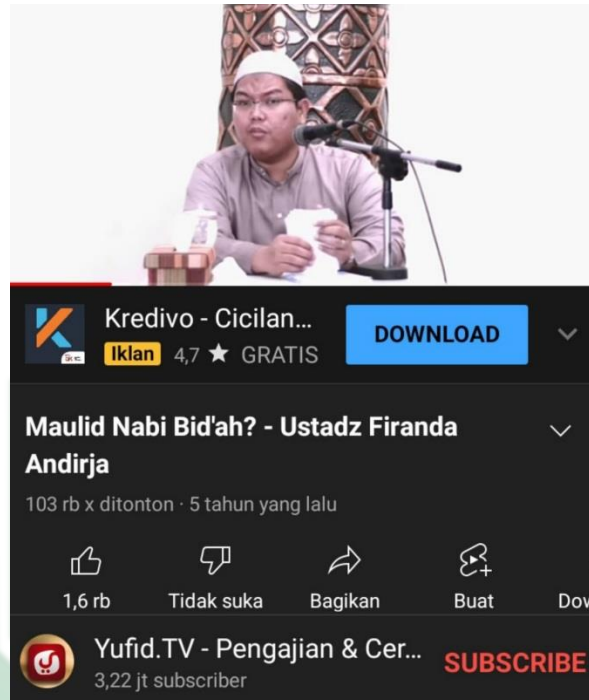 Kredivo - Cicilan...
DOWNLOAD
Iklan 4,7 ★ GRATIS
Maulid Nabi Bid'ah? - Ustadz Firanda
Andirja
103 rb x ditonton · 5 tahun yang lalu
1,6 rb Tidak suka Bagikan Buat Dow
Yufid.TV - Pengajian & Cer...
SUBSCRIBE
3,22 jt subscriber